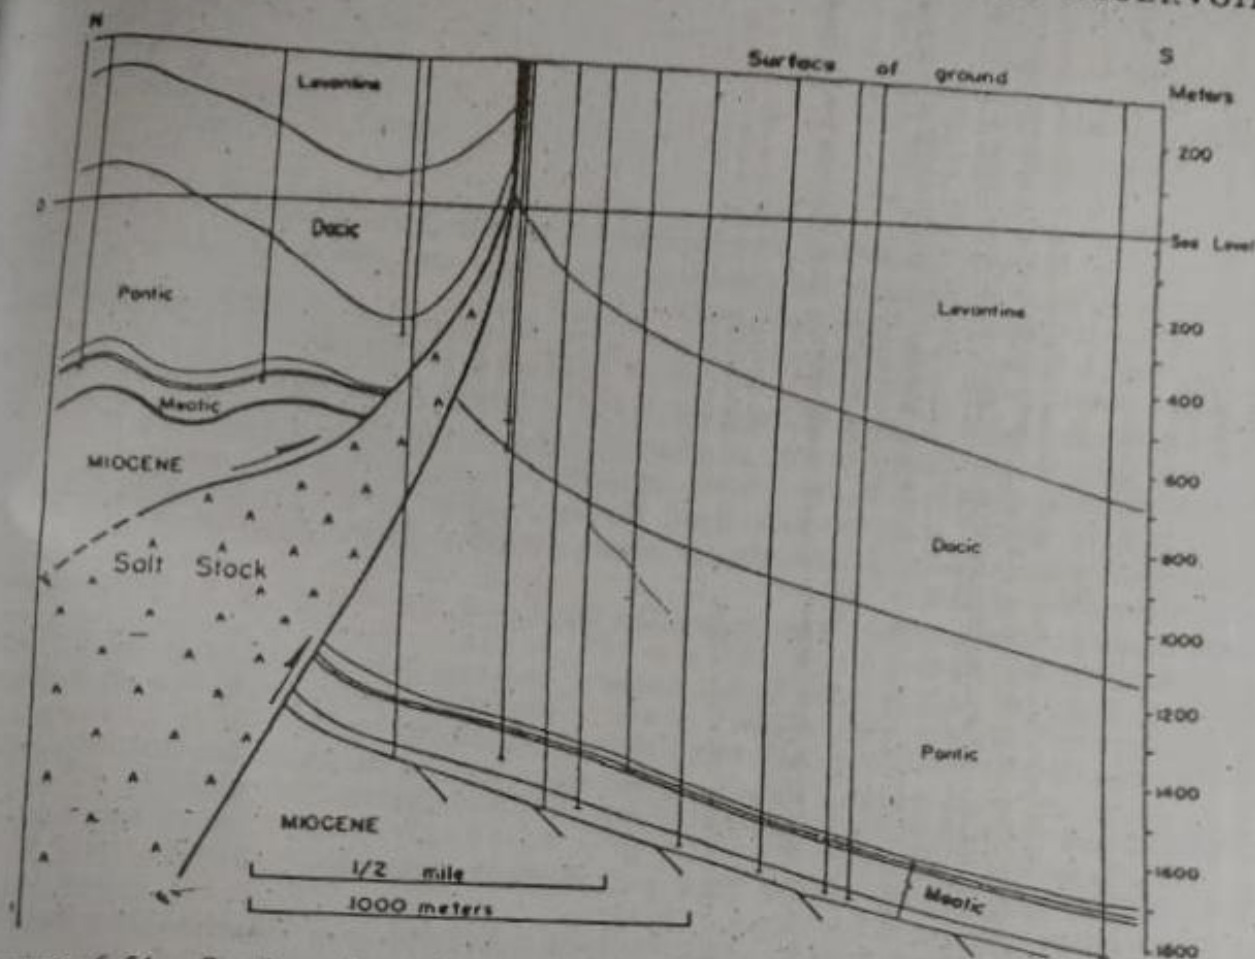 N
S
Surface of ground
Meters
Levantine
200
0
Sea Level
Dacic
Pontic
Levantine
200
400
Meotic
MIOCENE
600
Dacic
800
Salt Stock
1000
1200
Pontic
1400
MIOCENE
1/2 mile
1600
Meotic
1000 meters
1800